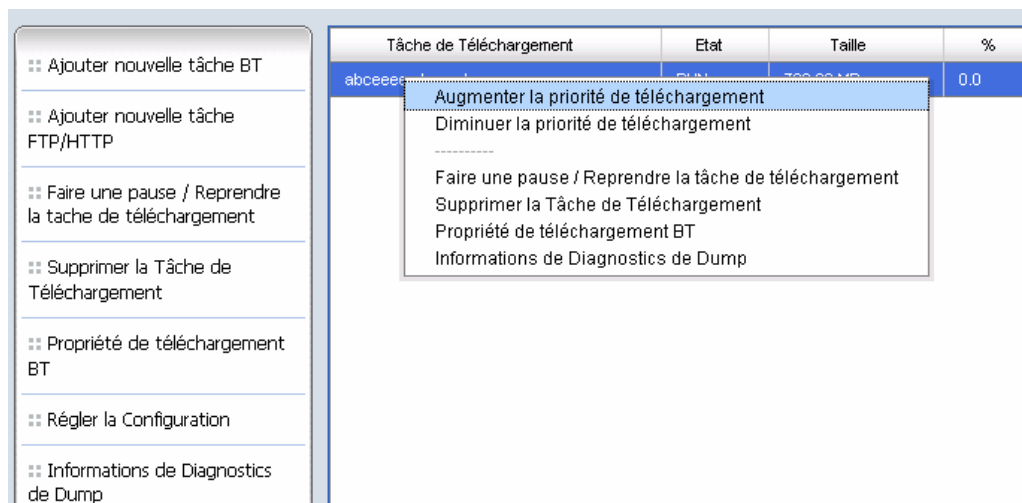 :: Ajouter nouvelle tâche BT
:: Ajouter nouvelle tâche
FTP/HTTP
:: Faire une pause / Reprendre
la tache de téléchargement
:: Supprimer la Tâche de
Téléchargement
:: Propriété de téléchargement
BT
:: Régler la Configuration
:: Informations de Diagnostics
de Dump
Tâche de Téléchargement Etat Taille %
0.0
Augmenter la priorité de téléchargement
Diminuer la priorité de téléchargement
----------
Faire une pause / Reprendre la tâche de téléchargement
Supprimer la Tâche de Téléchargement
Propriété de téléchargement BT
Informations de Diagnostics de Dump